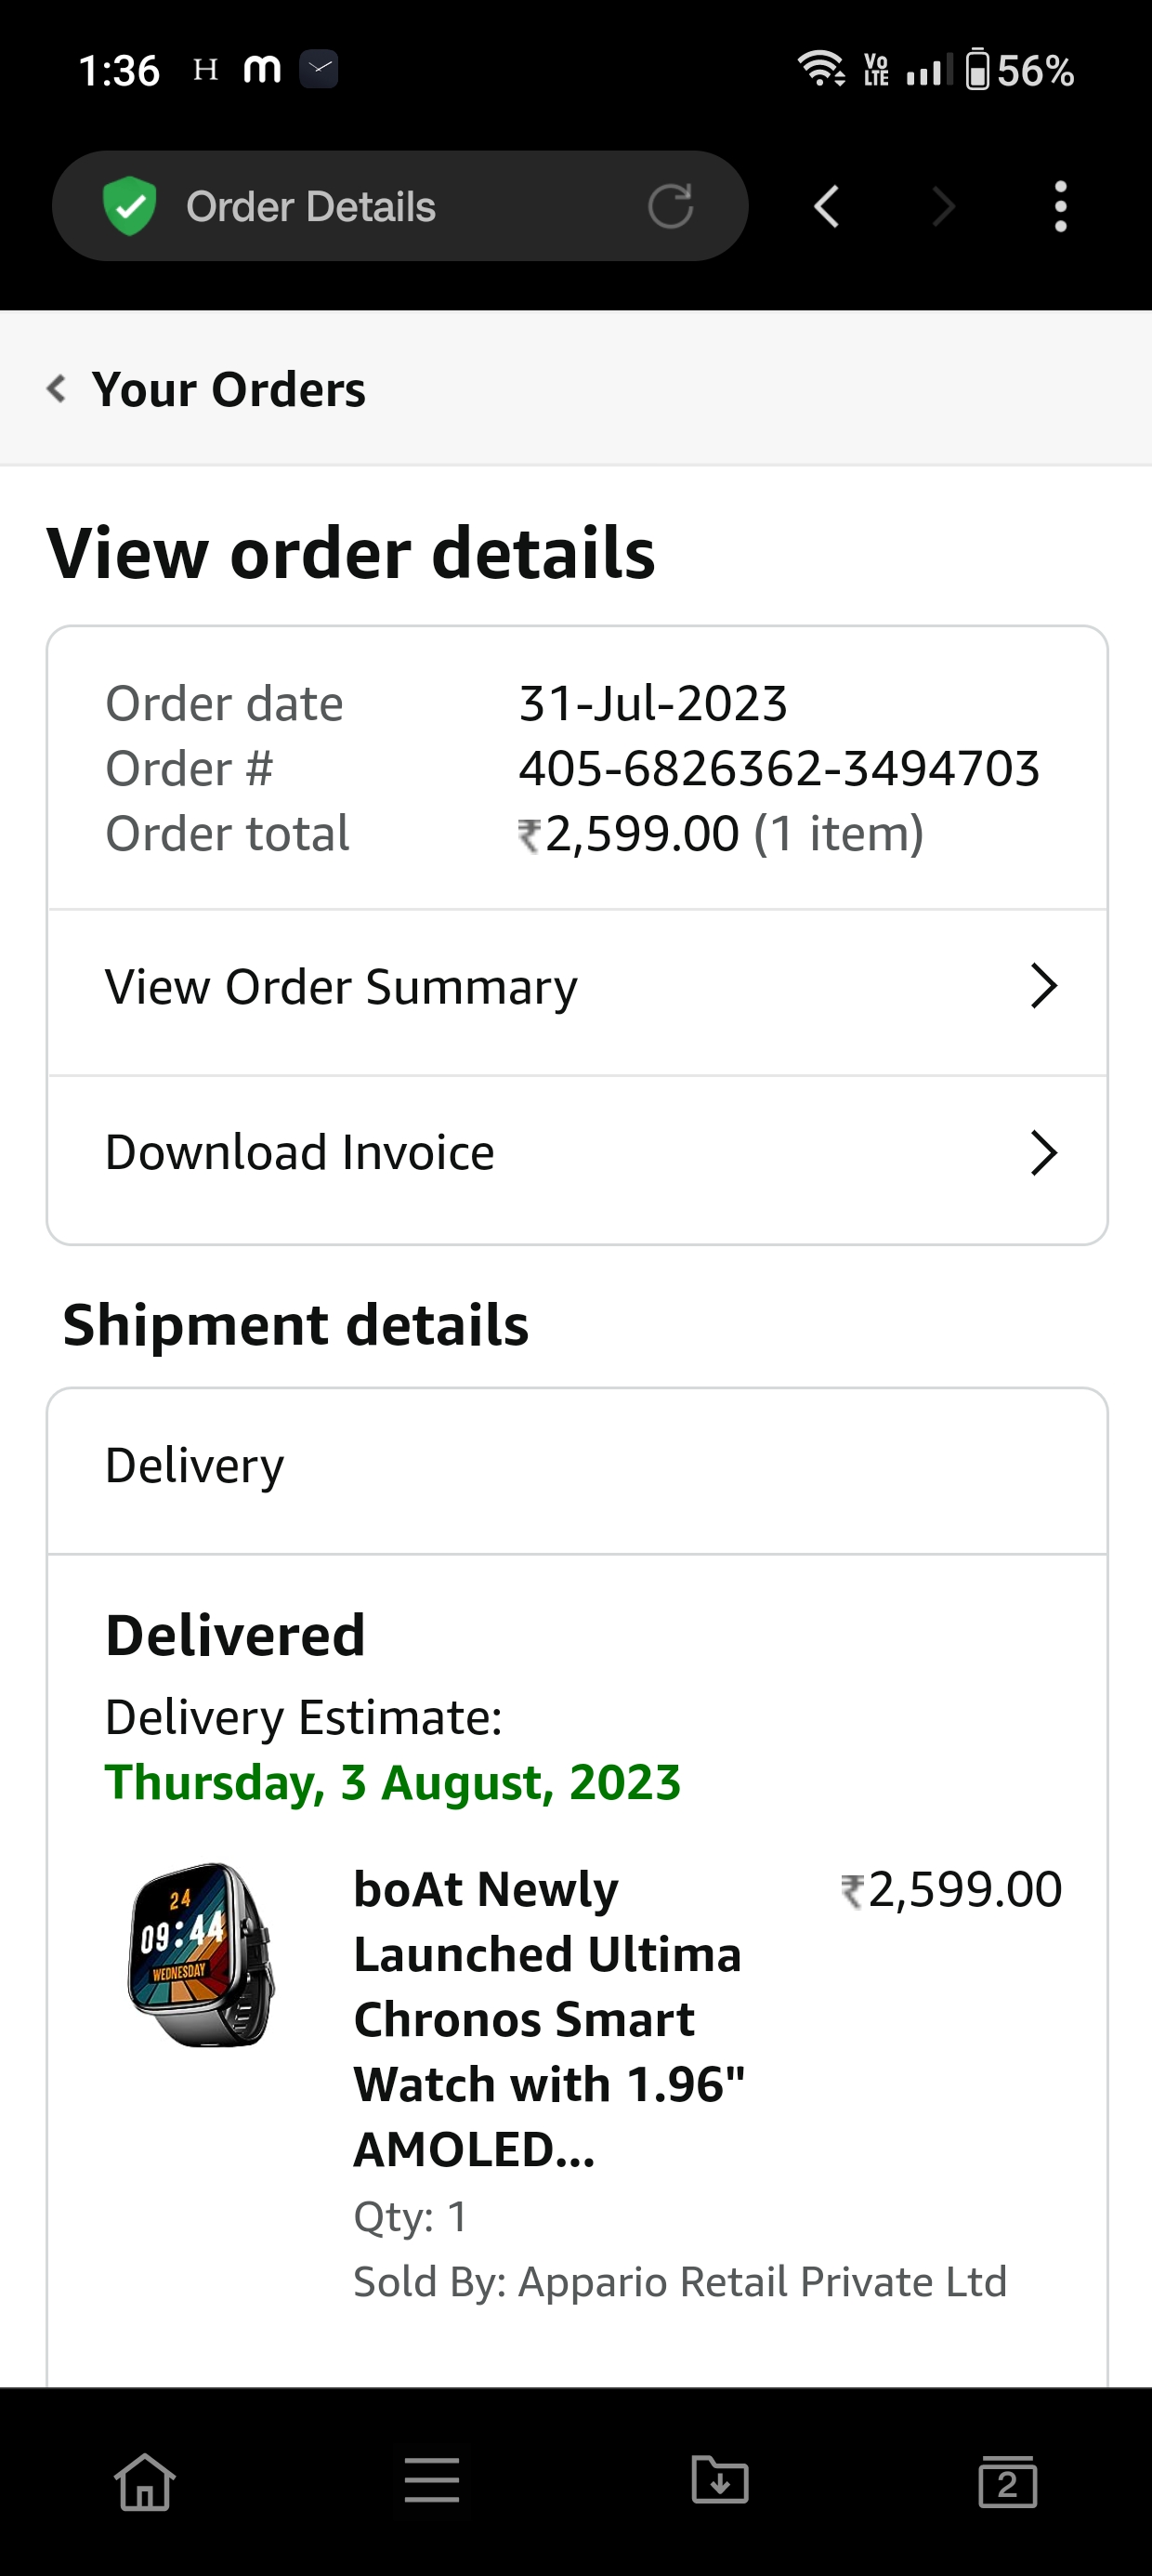 1:36 H m Vo LTE 56%
Order Details
Your Orders
View order details
Order date 31-Jul-2023
Order # 405-6826362-3494703
Order total ₹2,599.00 (1 item)
View Order Summary
Download Invoice
Shipment details
Delivery
Delivered
Delivery Estimate:
Thursday, 3 August, 2023
24
09:44
WEDNESDAY
boAt Newly ₹2,599.00
Launched Ultima
Chronos Smart
Watch with 1.96"
AMOLED...
Qty: 1
Sold By: Appario Retail Private Ltd
2